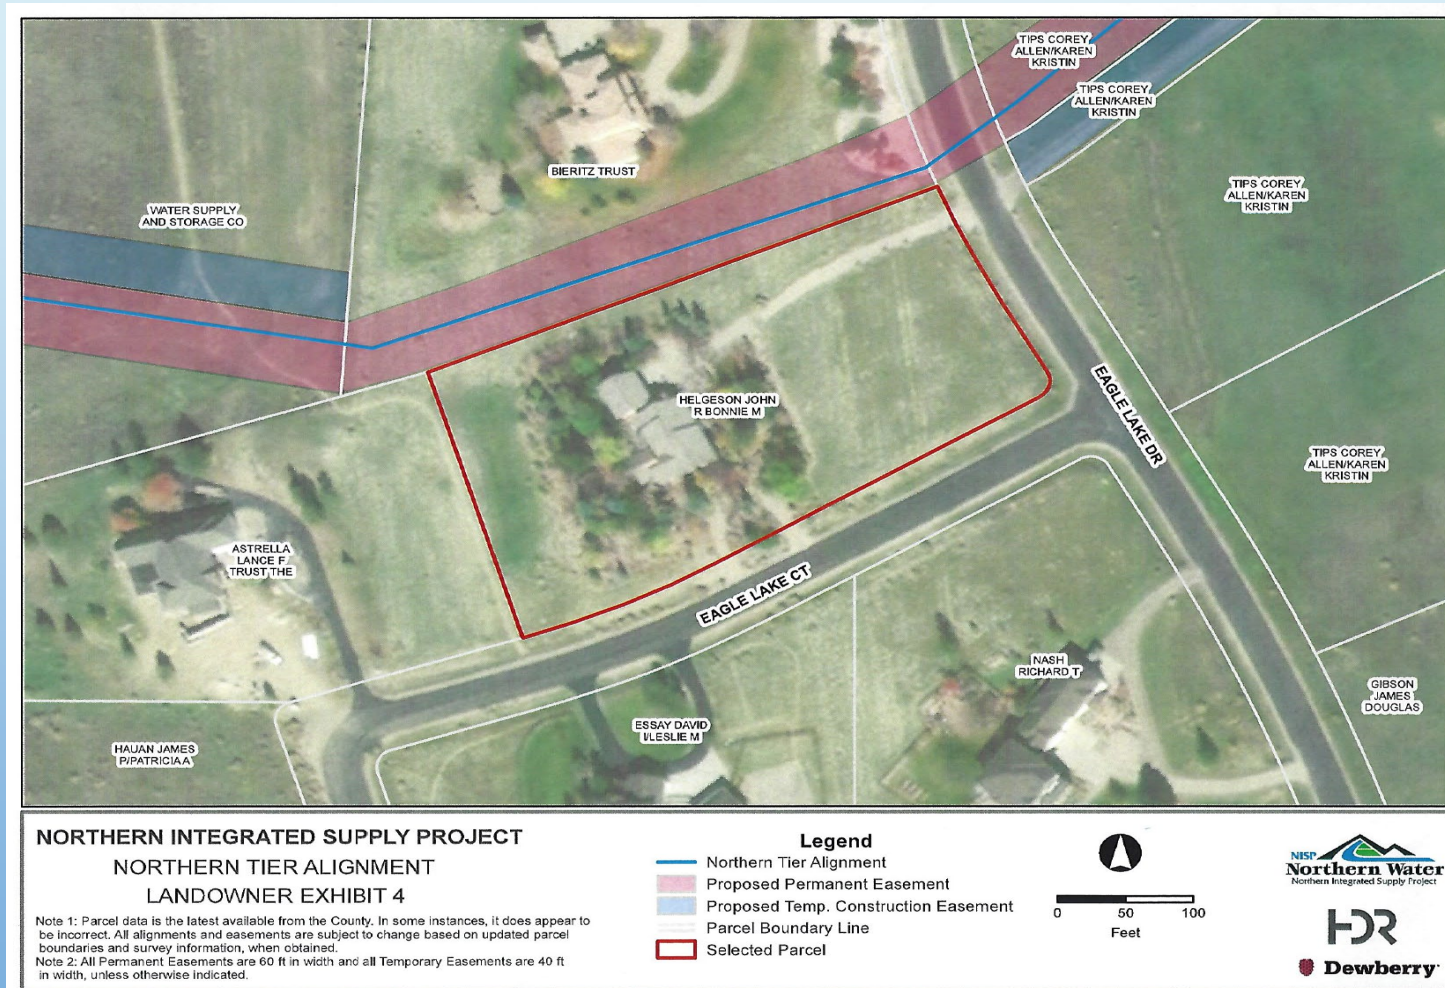 TIPS COREY
ALLEN/KAREN
KRISTIN
TIPS COREY
ALLEN/KAREN
KRISTIN
BIERITZ TRUST
TIPS COREY
ALLEN/KAREN
KRISTIN
WATER SUPPLY
AND STORAGE CO
HELGESON JOHN
R BONNIE M
EAGLE LAKE DR
TIPS COREY
ALLEN/KAREN
KRISTIN
ASTRELLA
LANCE F
TRUST THE
EAGLE LAKE CT
NASH
RICHARD T
GIBSON
JAMES
DOUGLAS
ESSAY DAVID
I/LESLIE M
HAUAN JAMES
P/PATRICIA A
NORTHERN INTEGRATED SUPPLY PROJECT
NORTHERN TIER ALIGNMENT
LANDOWNER EXHIBIT 4
Note 1: Parcel data is the latest available from the County. In some instances, it does appear to
be incorrect. All alignments and easements are subject to change based on updated parcel
boundaries and survey information, when obtained.
Note 2: All Permanent Easements are 60 ft in width and all Temporary Easements are 40 ft
in width, unless otherwise indicated.
Legend
Northern Tier Alignment
Proposed Permanent Easement
Proposed Temp. Construction Easement
Parcel Boundary Line
Selected Parcel
0 50 100
Feet
NISP
Northern Water
Northern Integrated Supply Project
HDR
Dewberry